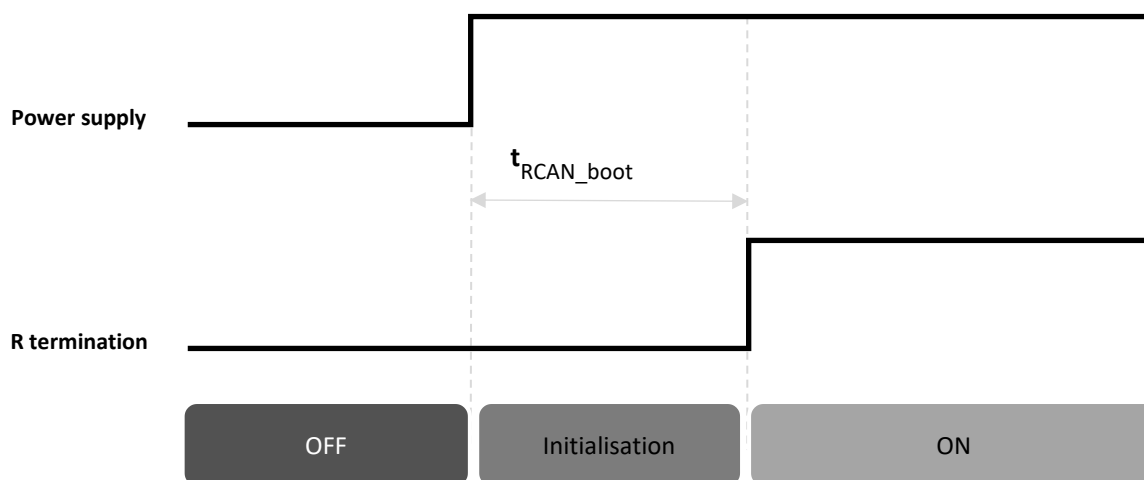 Power supply
tRCAN_boot
R termination
OFF
Initialisation
ON